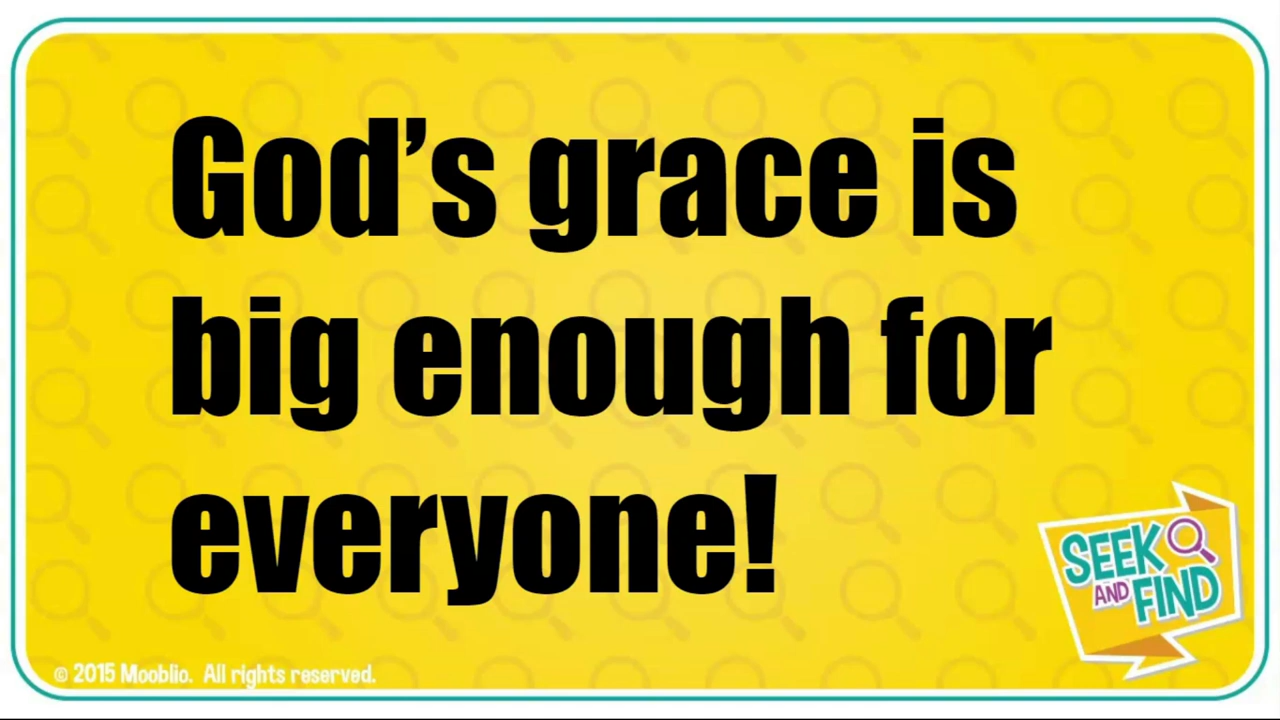 God’s grace is
big enough for
everyone!
SEEK
AND
FIND
© 2015 Mooblio. All rights reserved.